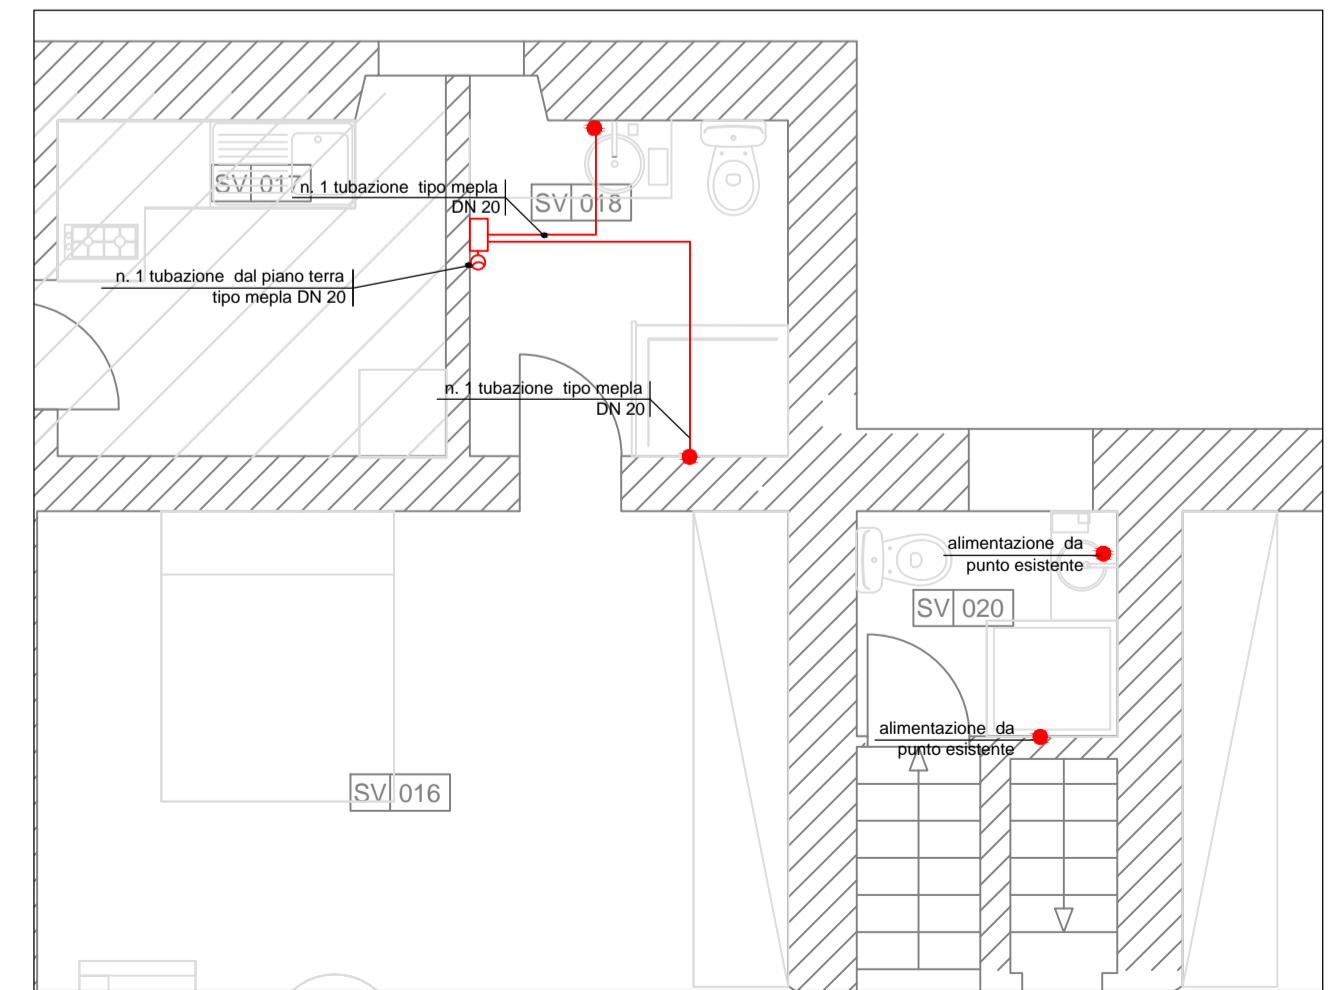 SV 017
n. 1 tubazione tipo mepla
DN 20
SV 018
n. 1 tubazione dal piano terra
tipo mepla DN 20
n. 1 tubazione tipo mepla
DN 20
alimentazione da
punto esistente
SV 020
alimentazione da
punto esistente
SV 016